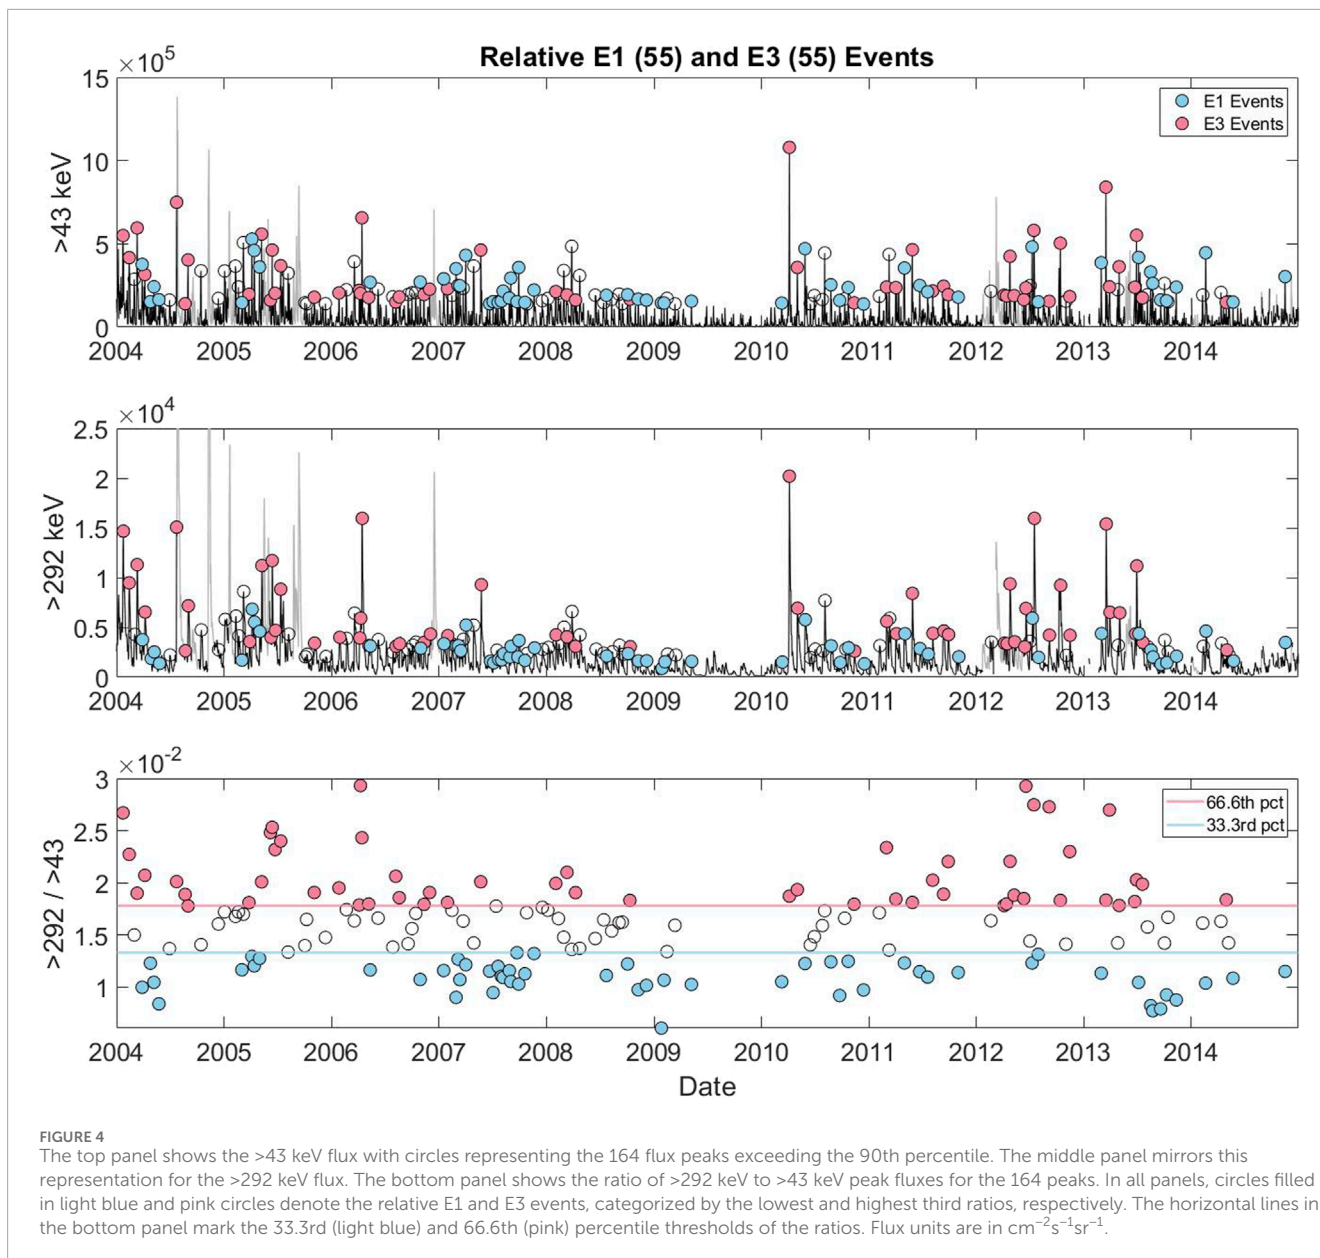 Relative E1 (55) and E3 (55) Events
×10^5
15
10
5
0
>43 keV
E1 Events
E3 Events
2004 2005 2006 2007 2008 2009 2010 2011 2012 2013 2014
×10^4
2.5
2
1.5
1
0.5
0
>292 keV
2004 2005 2006 2007 2008 2009 2010 2011 2012 2013 2014
×10^-2
3
2.5
2
1.5
1
>292 / >43
66.6th pct
33.3rd pct
2004 2005 2006 2007 2008 2009 2010 2011 2012 2013 2014
Date
FIGURE 4
The top panel shows the >43 keV flux with circles representing the 164 flux peaks exceeding the 90th percentile. The middle panel mirrors this
representation for the >292 keV flux. The bottom panel shows the ratio of >292 keV to >43 keV peak fluxes for the 164 peaks. In all panels, circles filled
in light blue and pink circles denote the relative E1 and E3 events, categorized by the lowest and highest third ratios, respectively. The horizontal lines in
the bottom panel mark the 33.3rd (light blue) and 66.6th (pink) percentile thresholds of the ratios. Flux units are in cm⁻²s⁻¹sr⁻¹.